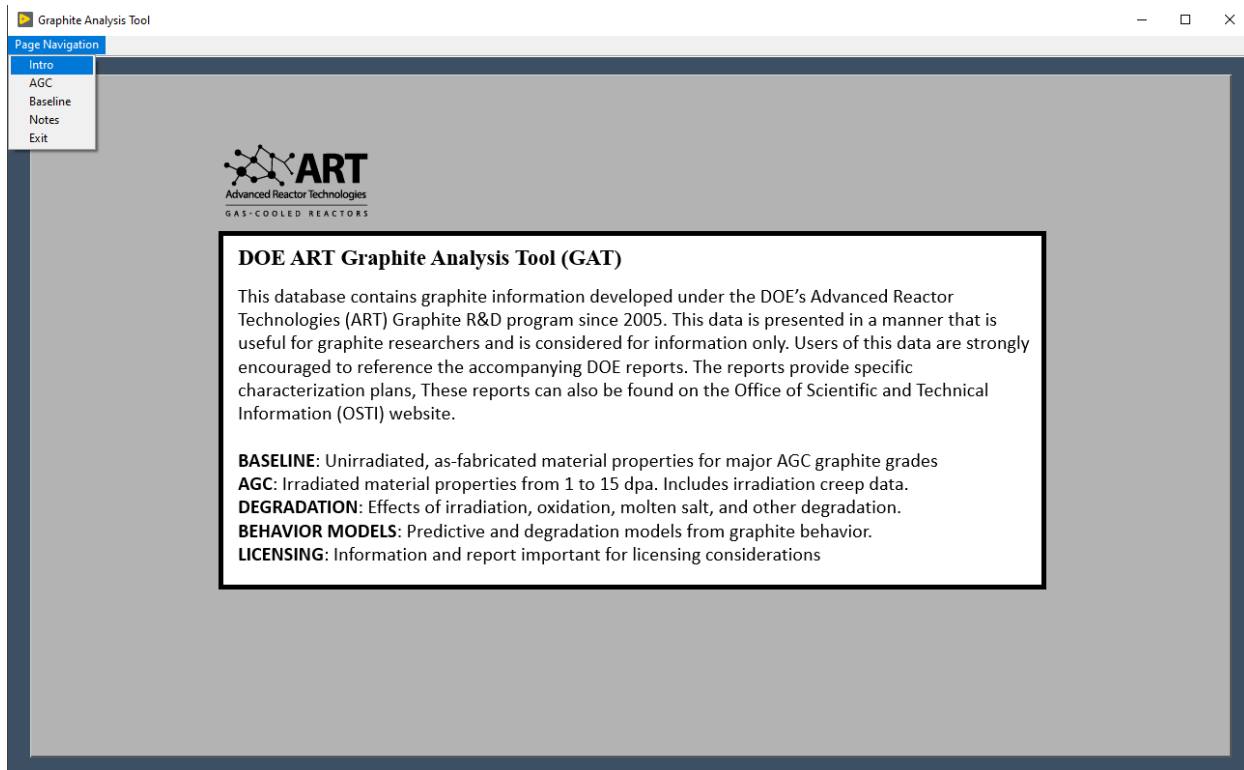 Graphite Analysis Tool
Page Navigation
Intro
AGC
Baseline
Notes
Exit
ART
Advanced Reactor Technologies
GAS-COOLED REACTORS
DOE ART Graphite Analysis Tool (GAT)
This database contains graphite information developed under the DOE’s Advanced Reactor
Technologies (ART) Graphite R&D program since 2005. This data is presented in a manner that is
useful for graphite researchers and is considered for information only. Users of this data are strongly
encouraged to reference the accompanying DOE reports. The reports provide specific
characterization plans, These reports can also be found on the Office of Scientific and Technical
Information (OSTI) website.
BASELINE: Unirradiated, as-fabricated material properties for major AGC graphite grades
AGC: Irradiated material properties from 1 to 15 dpa. Includes irradiation creep data.
DEGRADATION: Effects of irradiation, oxidation, molten salt, and other degradation.
BEHAVIOR MODELS: Predictive and degradation models from graphite behavior.
LICENSING: Information and report important for licensing considerations